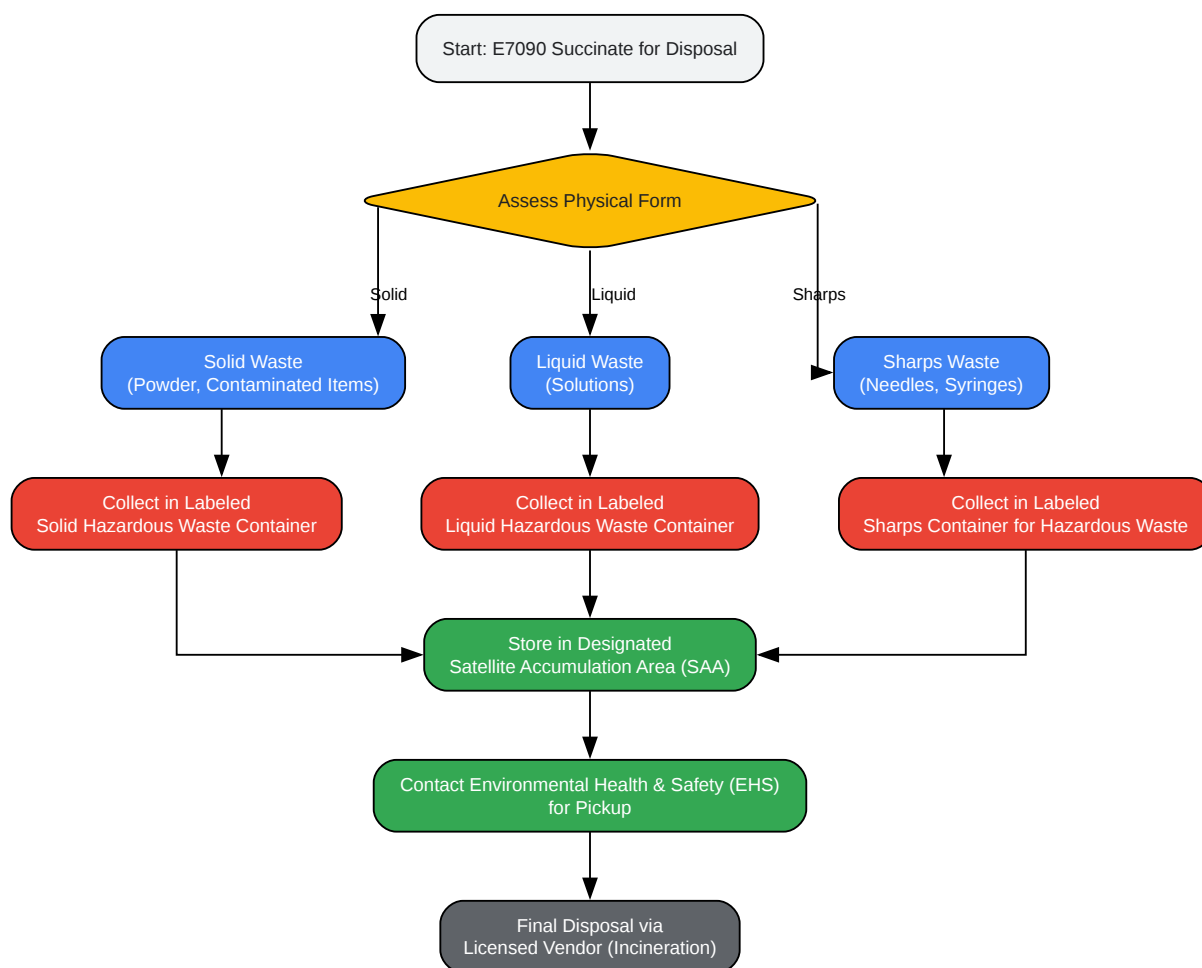 Start: E7090 Succinate for Disposal
Assess Physical Form
Solid
Liquid
Sharps
Solid Waste
(Powder, Contaminated Items)
Liquid Waste
(Solutions)
Sharps Waste
(Needles, Syringes)
Collect in Labeled
Solid Hazardous Waste Container
Collect in Labeled
Liquid Hazardous Waste Container
Collect in Labeled
Sharps Container for Hazardous Waste
Store in Designated
Satellite Accumulation Area (SAA)
Contact Environmental Health & Safety (EHS)
for Pickup
Final Disposal via
Licensed Vendor (Incineration)